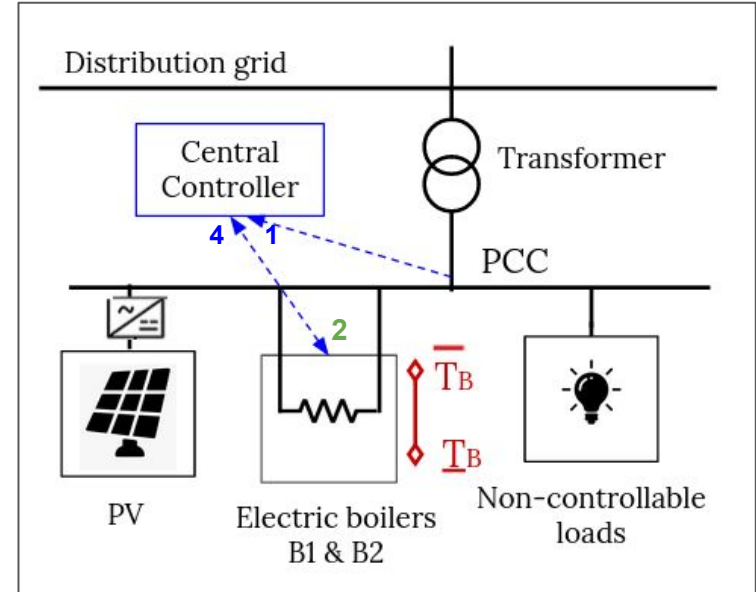 Distribution grid
Central
Controller
Transformer
4
1
PCC
2
T̅B
T̲B
PV
Electric boilers
B1 & B2
Non-controllable
loads